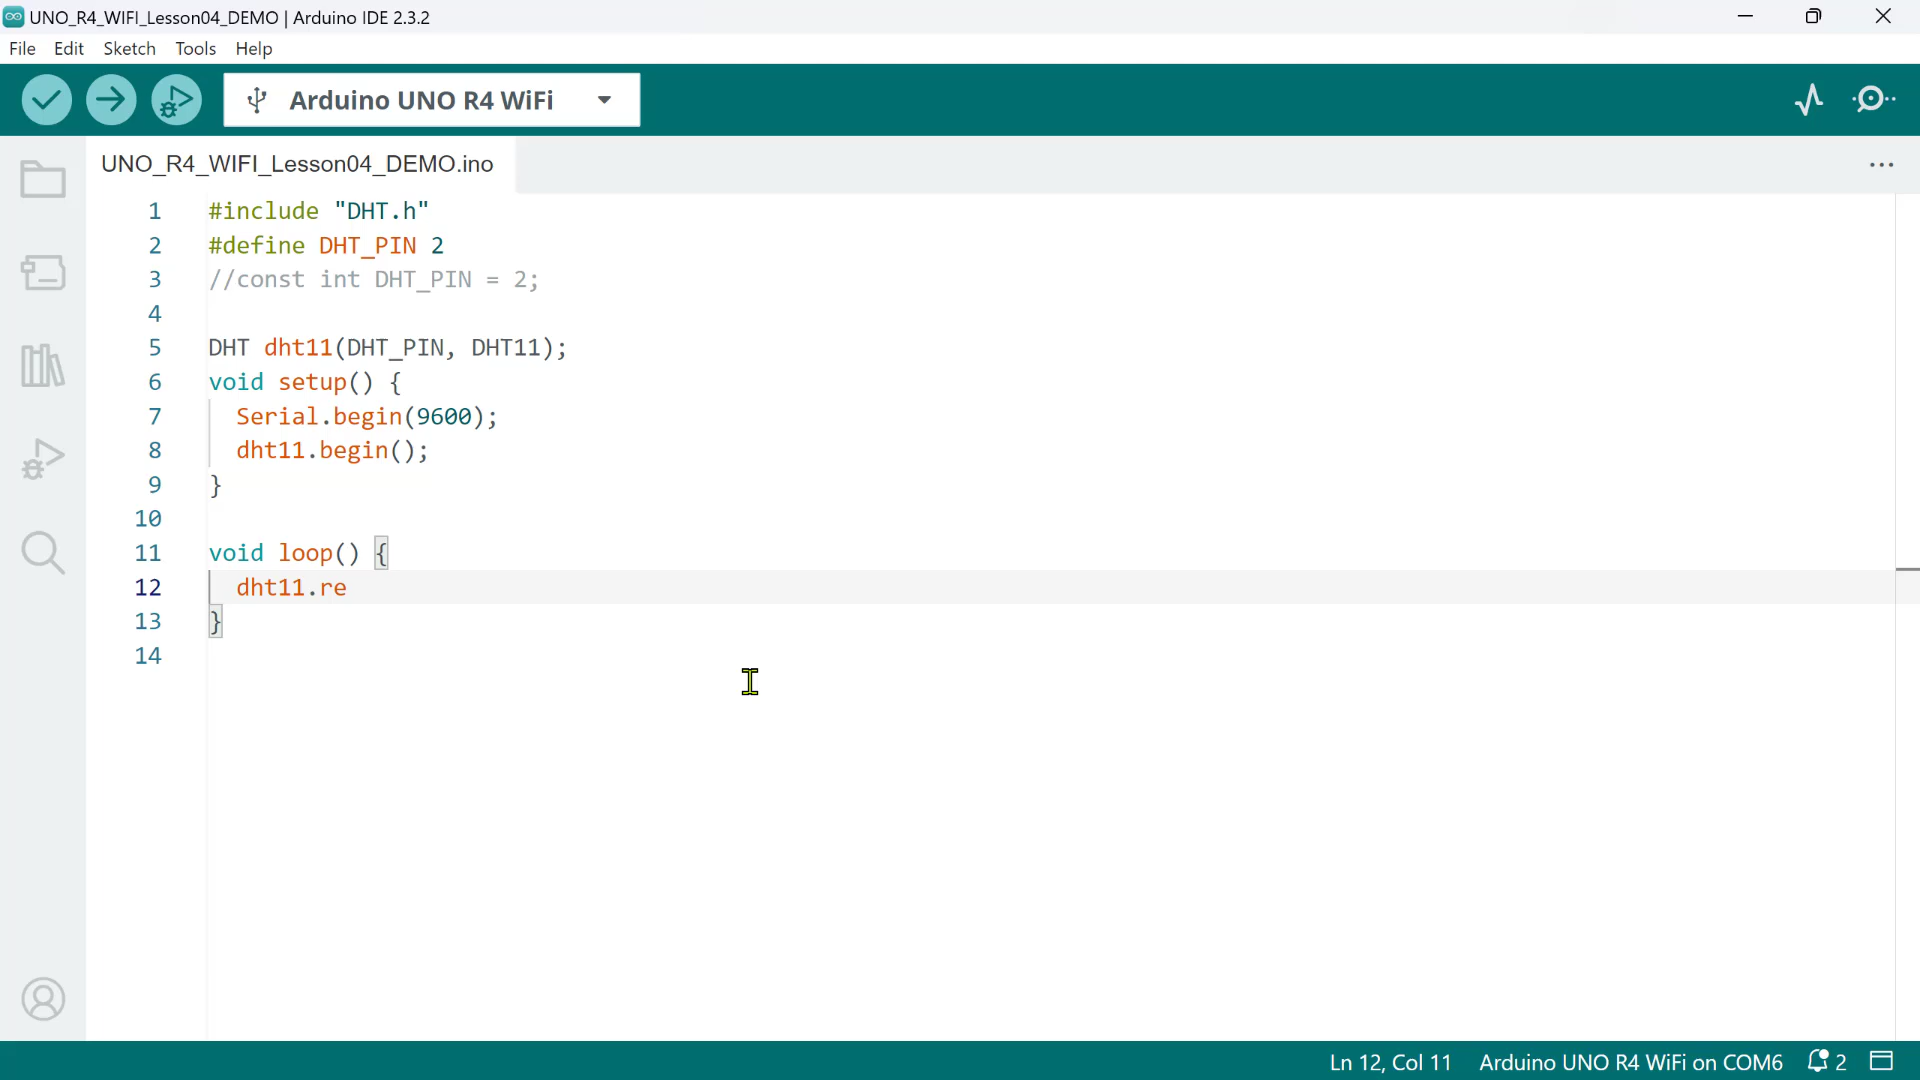 UNO_R4_WIFI_Lesson04_DEMO | Arduino IDE 2.3.2
File Edit Sketch Tools Help
Arduino UNO R4 WiFi
UNO_R4_WIFI_Lesson04_DEMO.ino
1 #include "DHT.h"
2 #define DHT_PIN 2
3 //const int DHT_PIN = 2;
4
5 DHT dht11(DHT_PIN, DHT11);
6 void setup() {
7 Serial.begin(9600);
8 dht11.begin();
9 }
10
11 void loop() {
12 dht11.re
13 }
14
Ln 12, Col 11 Arduino UNO R4 WiFi on COM6 2